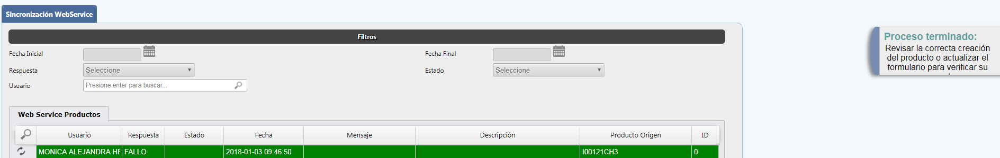 Sincronización WebService
Filtros
Fecha Inicial
Fecha Final
Respuesta Seleccione
Estado Seleccione
Usuario Presione enter para buscar...
Web Service Productos
Usuario Respuesta Estado Fecha Mensaje Descripción Producto Origen ID
MONICA ALEJANDRA HE FALLO 2018-01-03 09:46:50 I00121CH3 0
Proceso terminado:
Revisar la correcta creación
del producto o actualizar el
formulario para verificar su